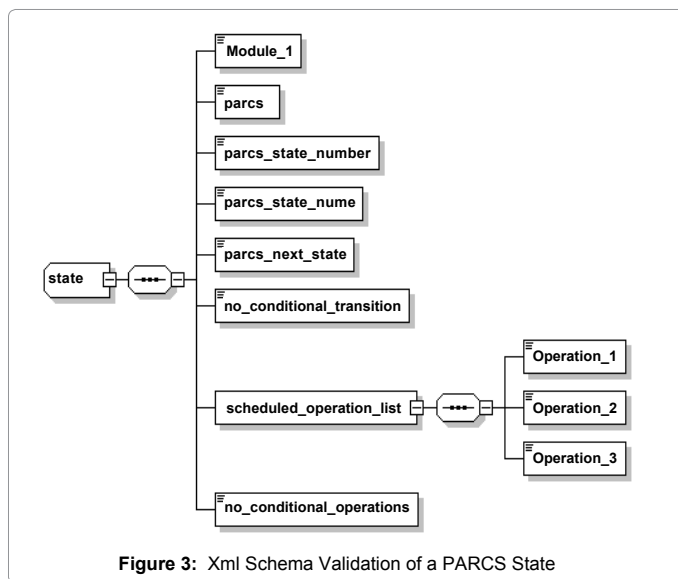 Module_1
parcs
parcs_state_number
parcs_state_nume
parcs_next_state
state
no_conditional_transition
Operation_1
scheduled_operation_list
Operation_2
Operation_3
no_conditional_operations
Figure 3: Xml Schema Validation of a PARCS State